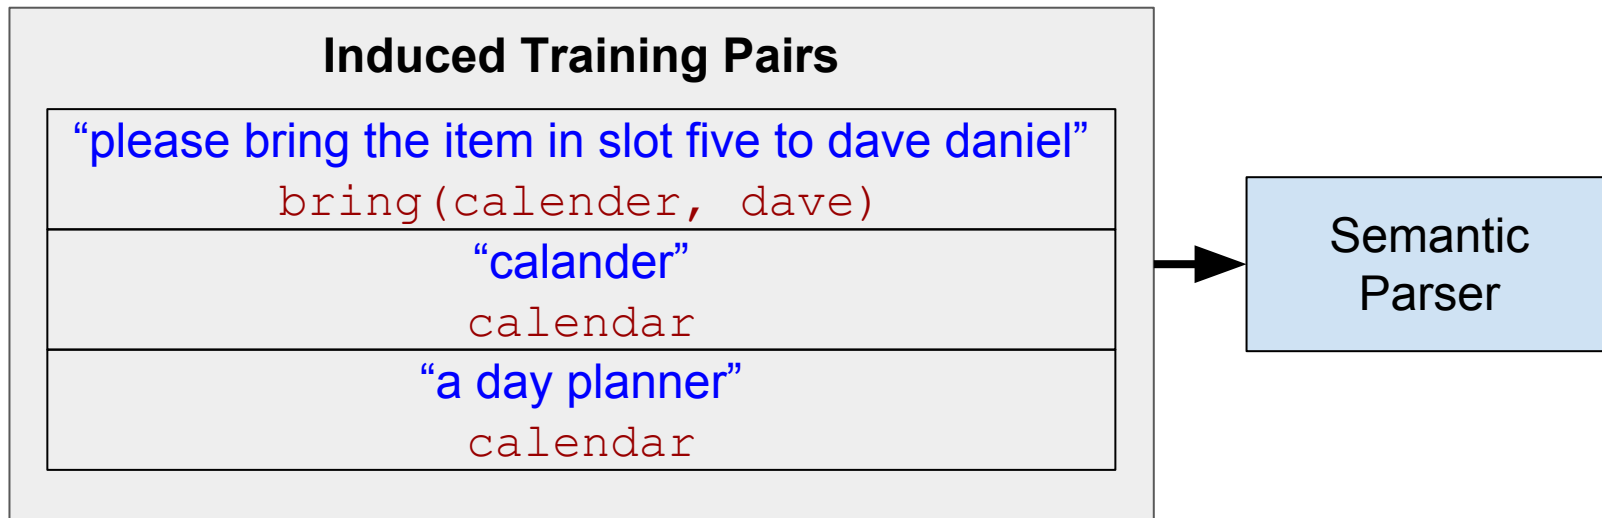 Induced Training Pairs
“please bring the item in slot five to dave daniel”
bring(calender, dave)
“calander”
calendar
“a day planner”
calendar
Semantic
Parser